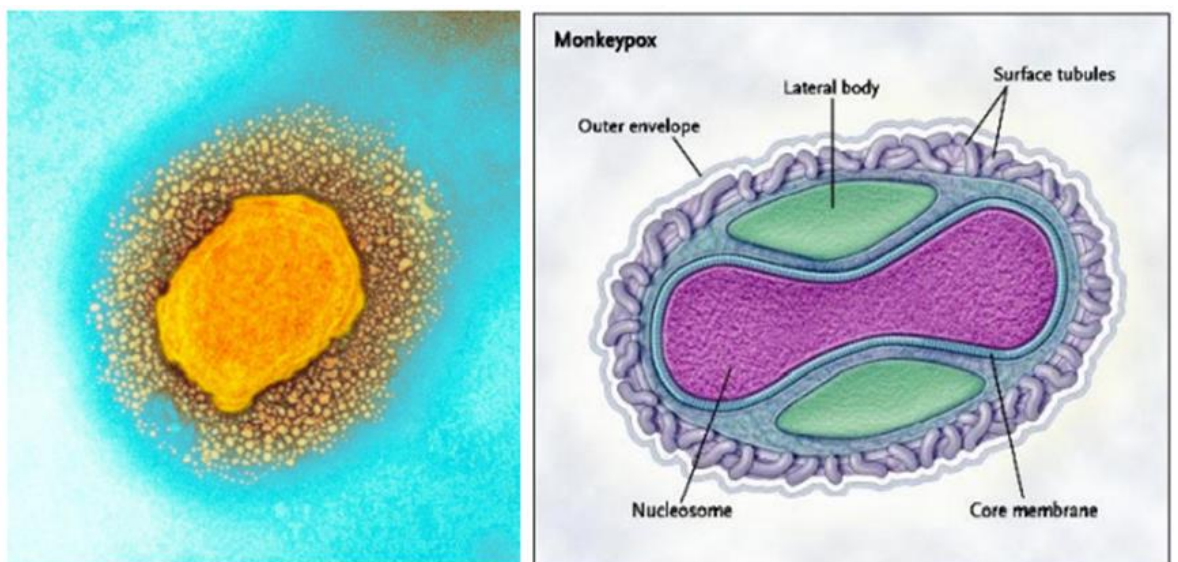 Monkeypox
Surface tubules
Lateral body
Outer envelope
Nucleosome
Core membrane